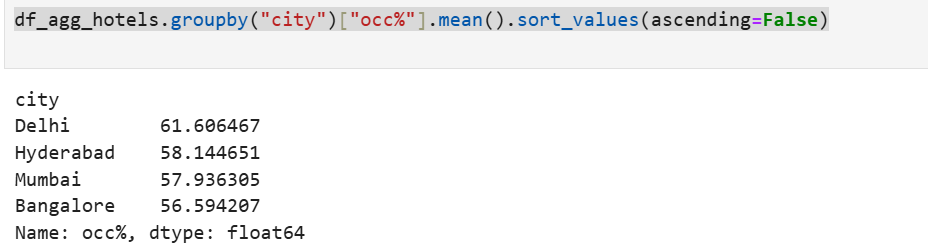 df_agg_hotels.groupby("city")["occ%"].mean().sort_values(ascending=False)
city
Delhi        61.606467
Hyderabad    58.144651
Mumbai       57.936305
Bangalore    56.594207
Name: occ%, dtype: float64